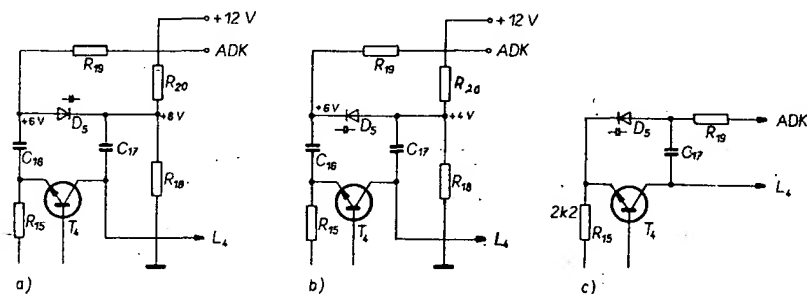 +12 V
ADK
R19
R20
+6 V
D5
+8 V
C16
C17
R18
R15
T4
L4
a)
+12 V
ADK
R19
R20
+6 V
D5
+4 V
C16
C17
R18
R15
T4
L4
b)
D5
R19
ADK
C17
2k2
R15
T4
L4
c)